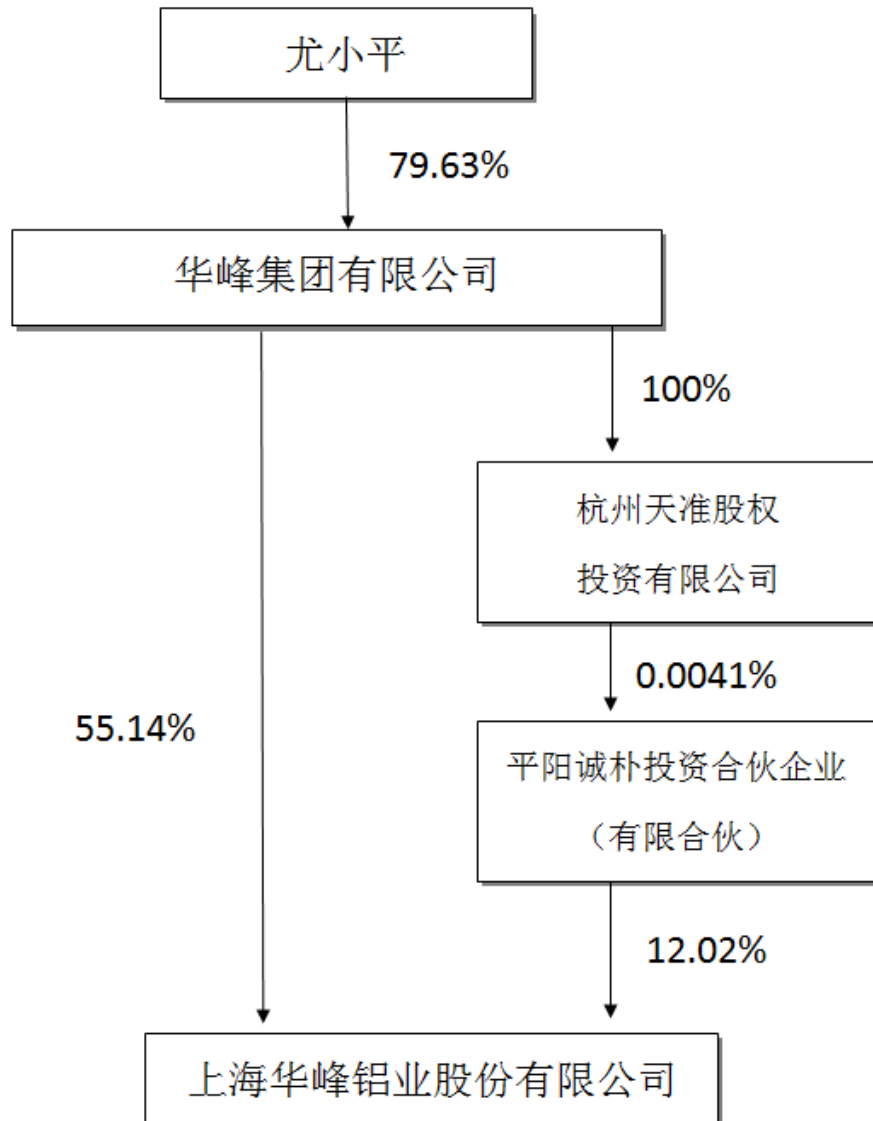 尤小平
79.63%
华峰集团有限公司
100%
杭州天准股权
投资有限公司
0.0041%
55.14%
平阳诚朴投资合伙企业
（有限合伙）
12.02%
上海华峰铝业股份有限公司